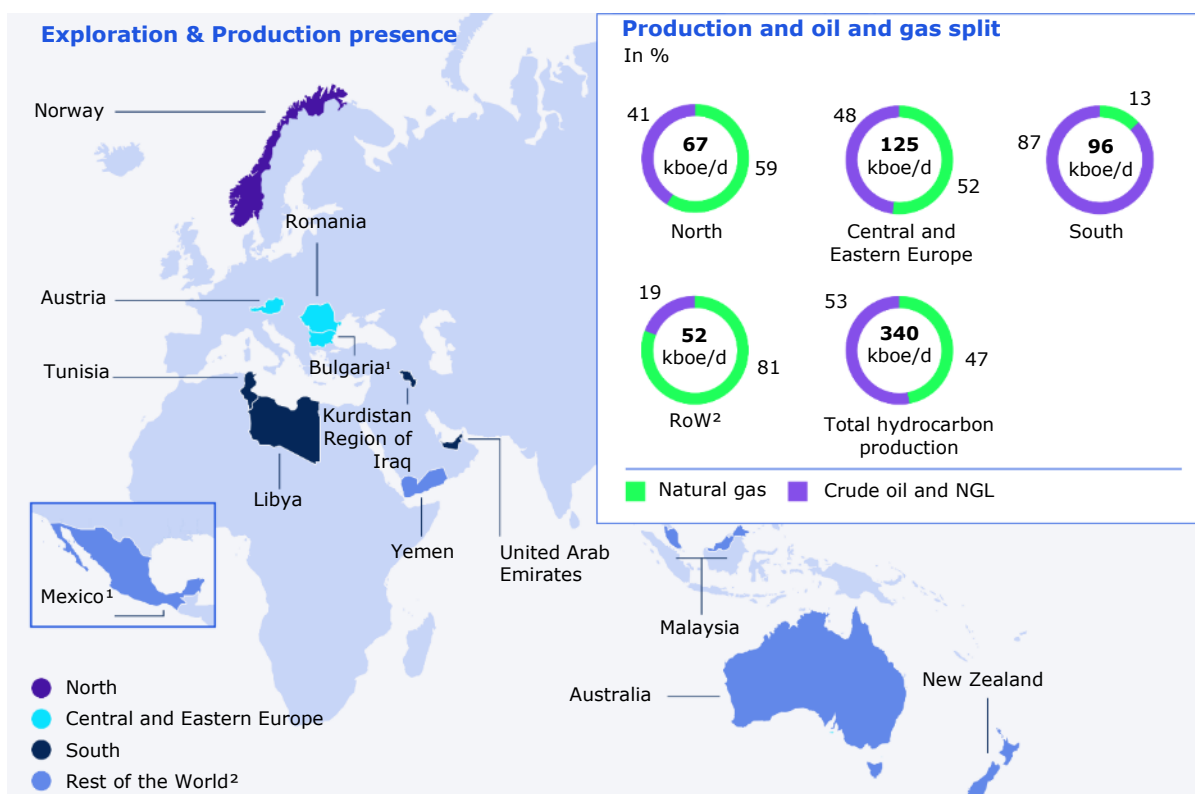 Exploration & Production presence
Norway
Romania
Austria
Tunisia
Bulgaria¹
Kurdistan
Region of
Iraq
Libya
Yemen
United Arab
Emirates
Mexico¹
Malaysia
Australia
New Zealand
North
Central and Eastern Europe
South
Rest of the World²
Production and oil and gas split
In %
41
67
kboe/d
59
North
48
125
kboe/d
52
Central and
Eastern Europe
13
87
96
kboe/d
South
19
52
kboe/d
81
RoW²
53
340
kboe/d
47
Total hydrocarbon
production
Natural gas
Crude oil and NGL